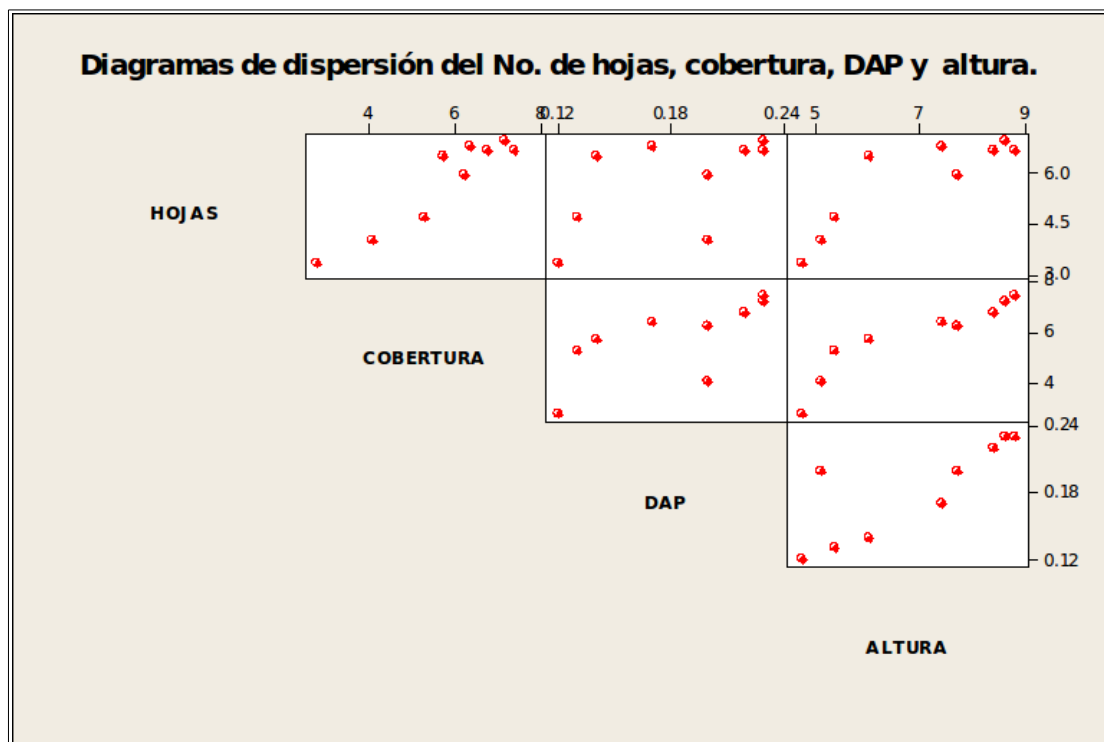 Diagramas de dispersión del No. de hojas, cobertura, DAP y altura.
4 6 8 0.12 0.18 0.24 5 7 9
6.0
HOJAS
4.5
3.0
8
6
COBERTURA
4
0.24
0.18
DAP
0.12
ALTURA